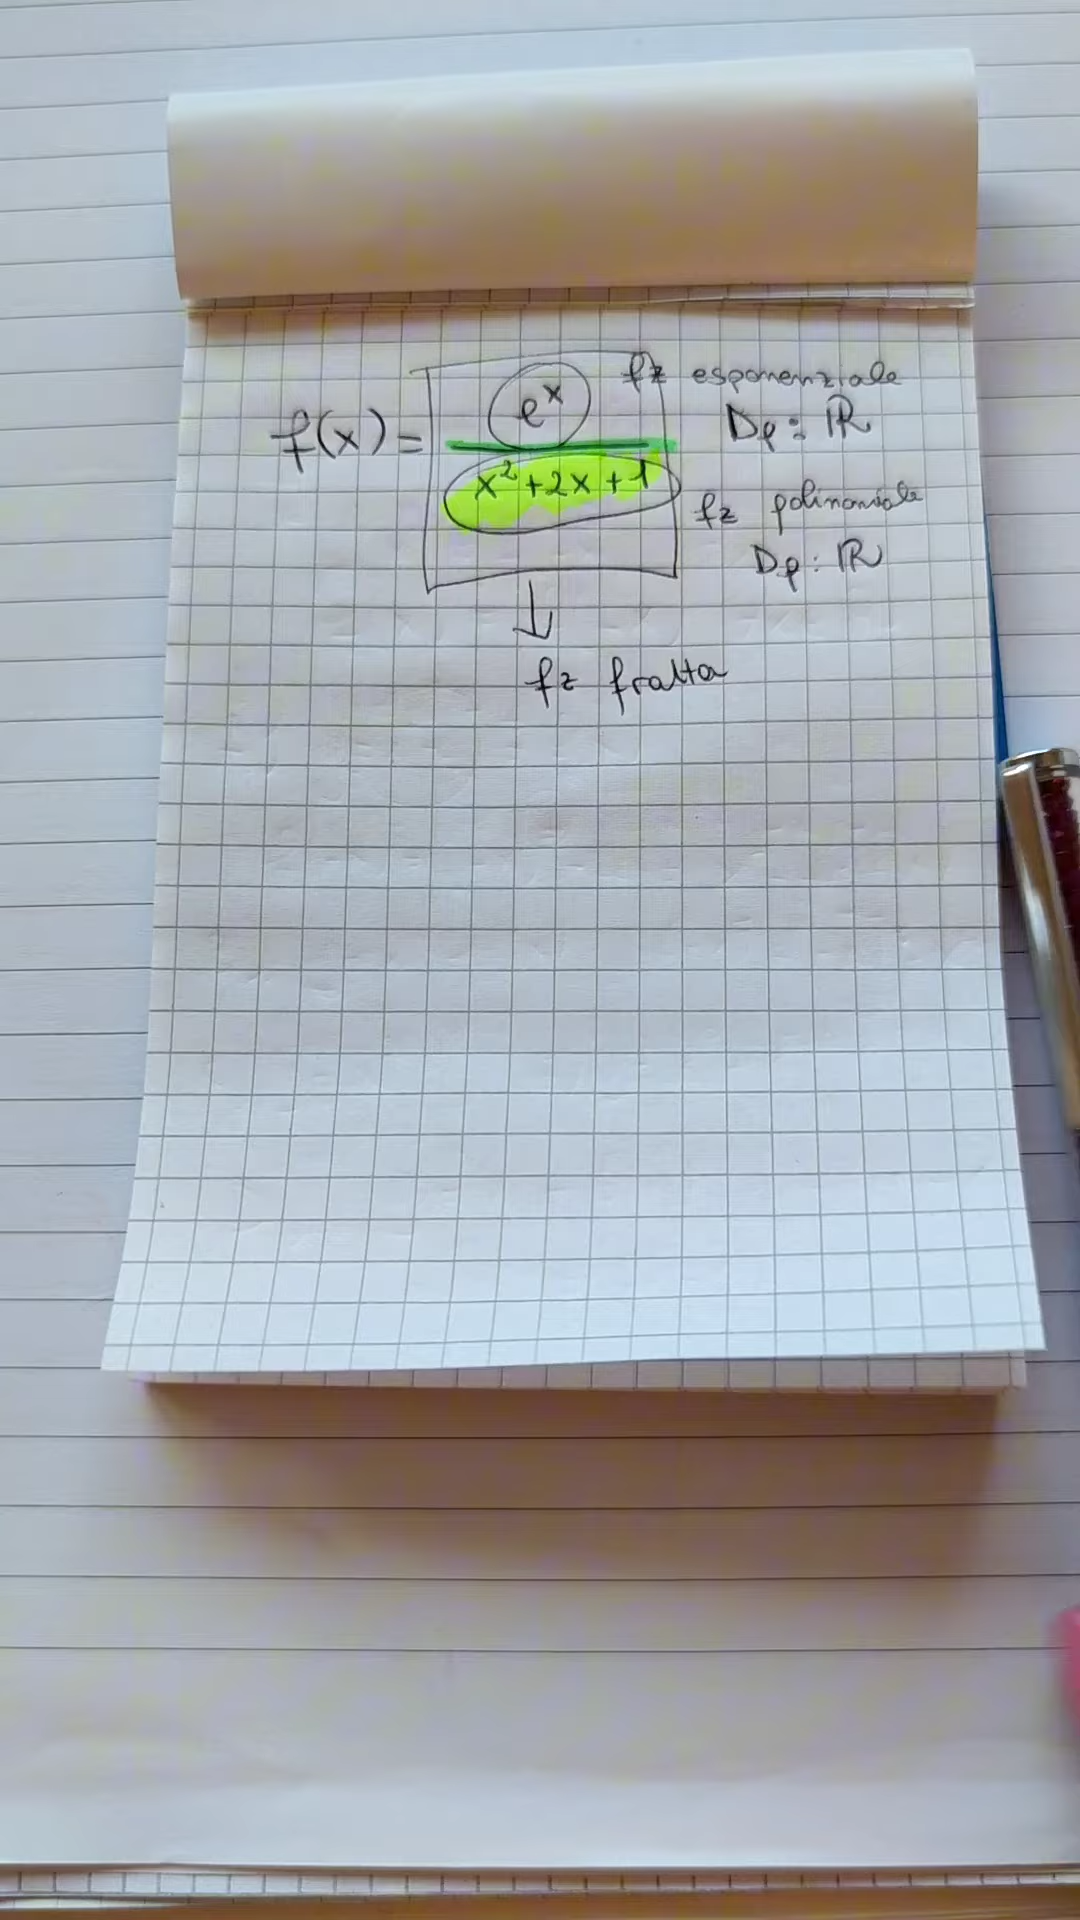 f(x) = e^x / (x² + 2x + 1)
fz esponenziale
Df: ℝ
fz polinomiale
Df: ℝ
↓
fz fratta